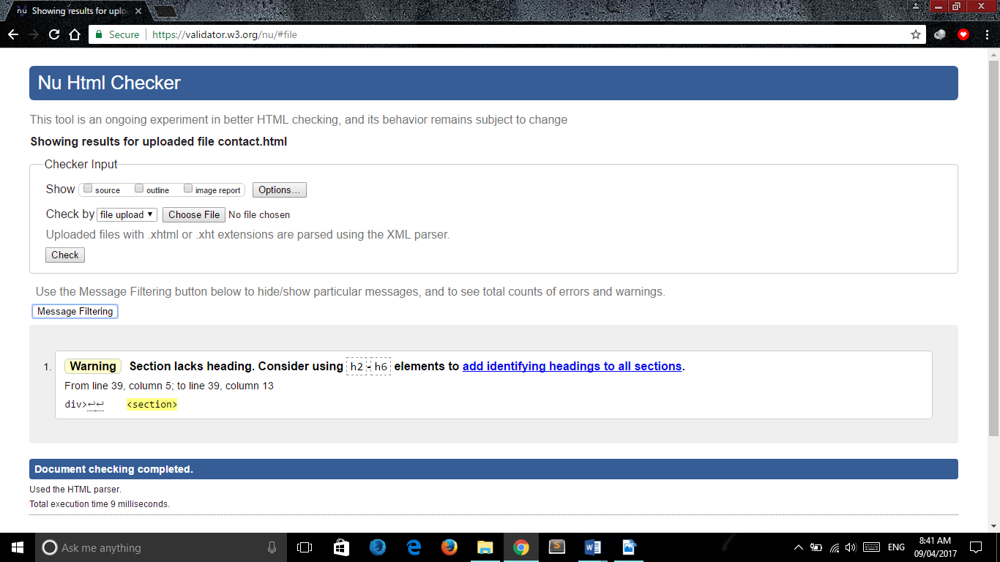 nu Showing results for uplo
Secure https://validator.w3.org/nu/#file
Nu Html Checker
This tool is an ongoing experiment in better HTML checking, and its behavior remains subject to change
Showing results for uploaded file contact.html
Checker Input
Show source outline image report Options...
Check by file upload Choose File No file chosen
Uploaded files with .xhtml or .xht extensions are parsed using the XML parser.
Check
Use the Message Filtering button below to hide/show particular messages, and to see total counts of errors and warnings.
Message Filtering
1. Warning Section lacks heading. Consider using h2-h6 elements to add identifying headings to all sections.
From line 39, column 5; to line 39, column 13
div>↩↩ <section>
Document checking completed.
Used the HTML parser.
Total execution time 9 milliseconds.
Ask me anything
ENG
8:41 AM
09/04/2017